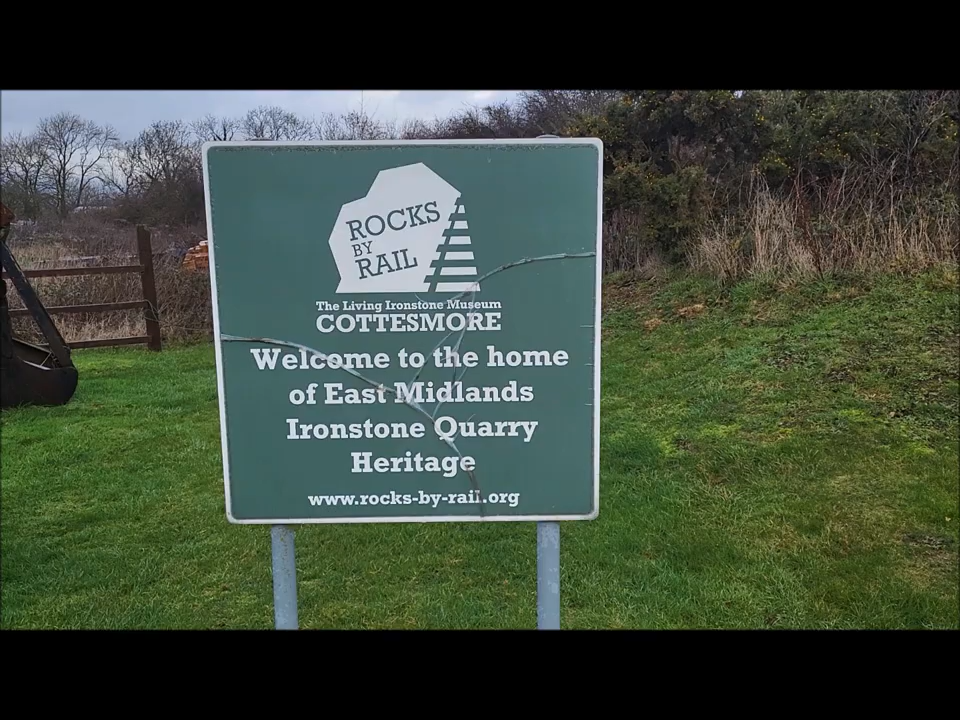 ROCKS
BY
RAIL
The Living Ironstone Museum
COTTESMORE
Welcome to the home
of East Midlands
Ironstone Quarry
Heritage
www.rocks-by-rail.org